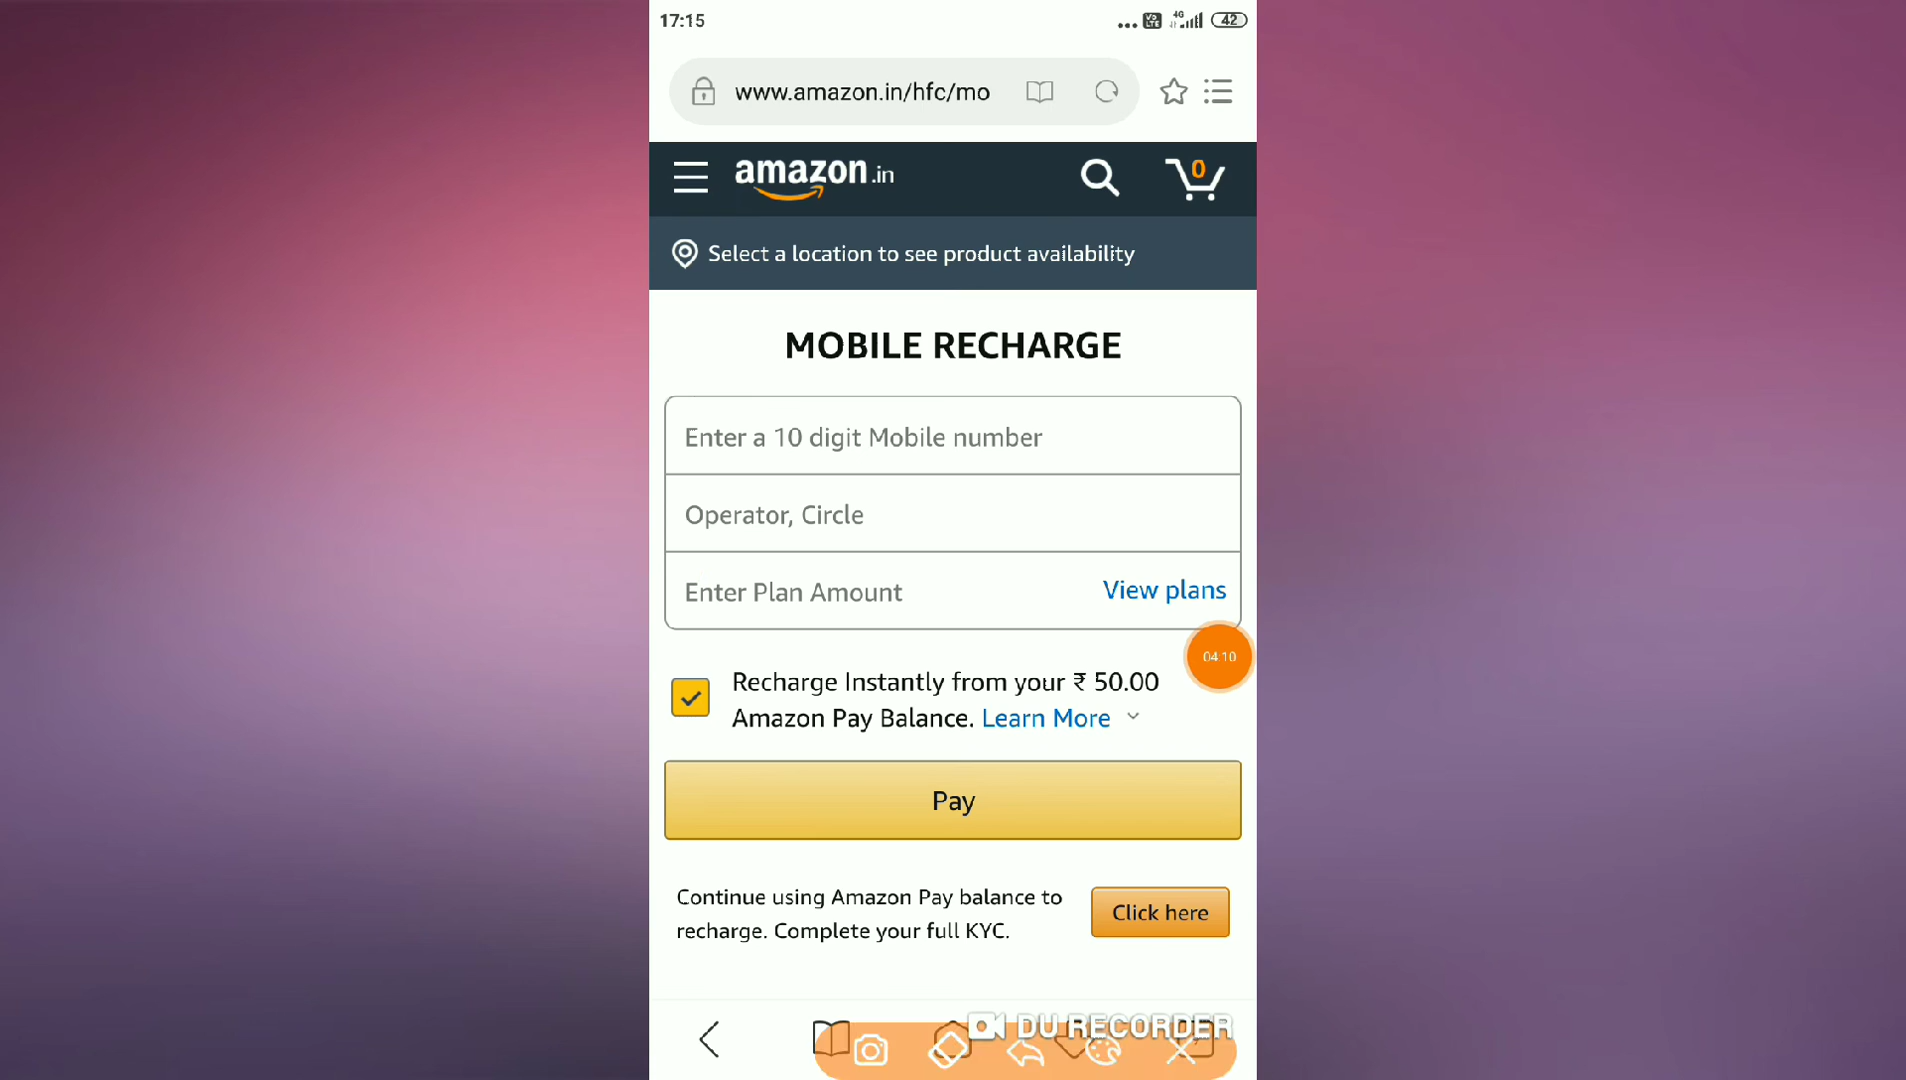 17:15
4G
42
www.amazon.in/hfc/mo
amazon.in
0
Select a location to see product availability
MOBILE RECHARGE
Enter a 10 digit Mobile number
Operator, Circle
Enter Plan Amount
View plans
04:10
Recharge Instantly from your ₹ 50.00
Amazon Pay Balance. Learn More
Pay
Continue using Amazon Pay balance to
recharge. Complete your full KYC.
Click here
DU RECORDER